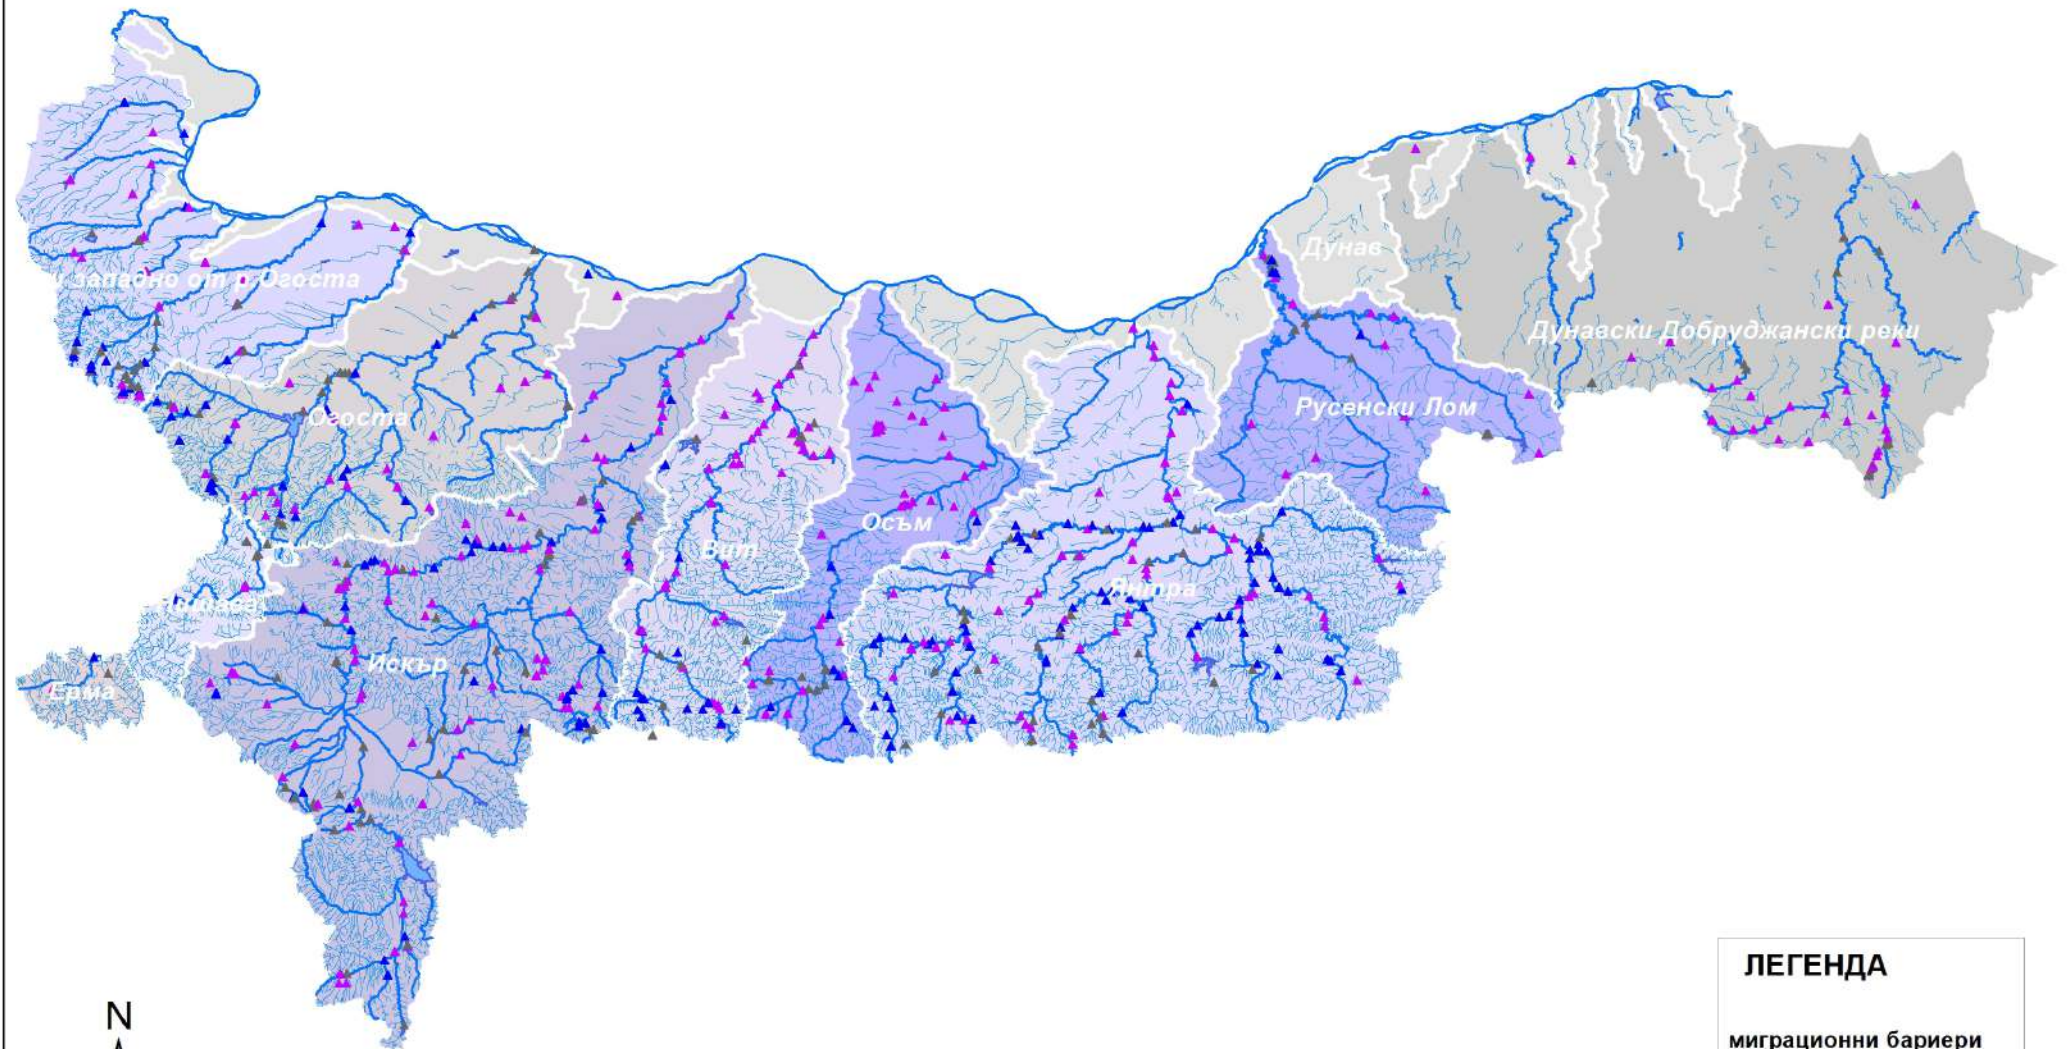 Дунав
западно от р.Огоста
Дунавски Добруджански реки
Русенски Лом
Огоста
Осъм
Вит
Янтра
Искър
Ерма
ЛЕГЕНДА
N
миграционни бариери